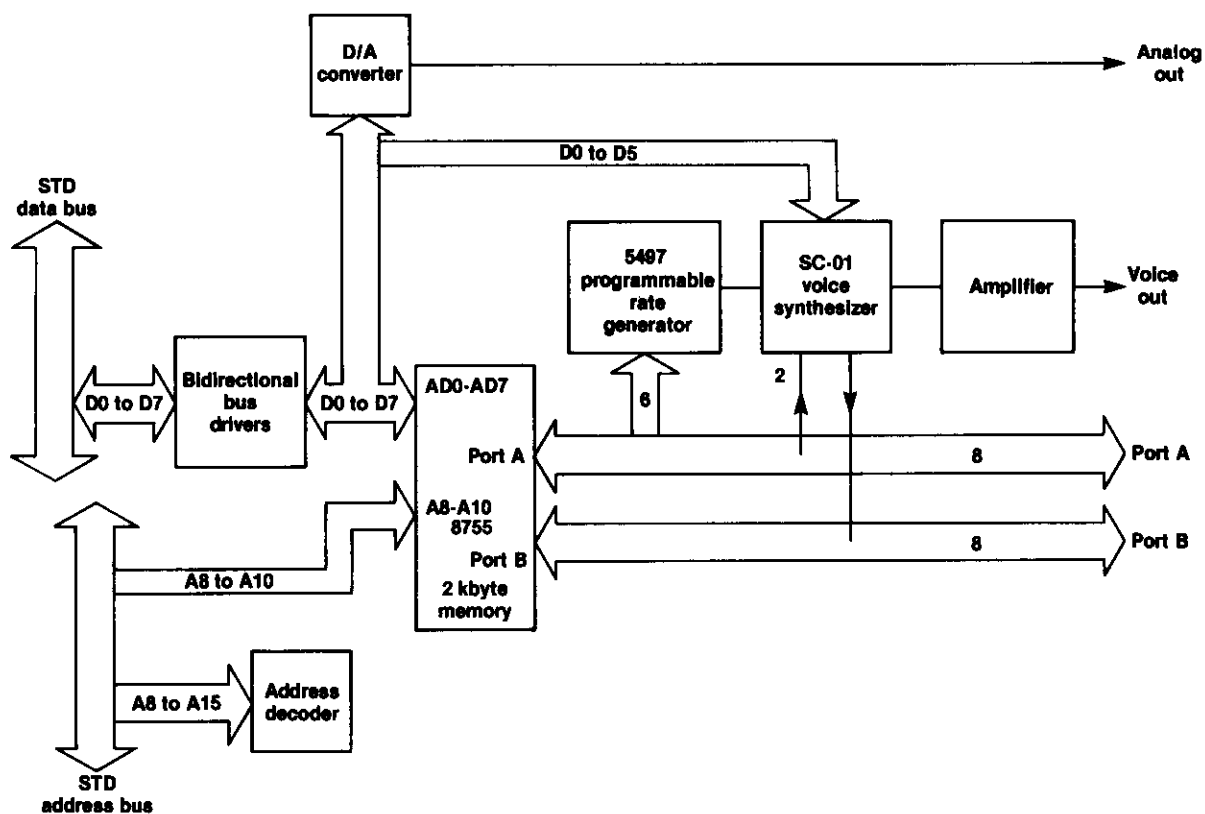 D/A
converter
Analog
out
D0 to D5
STD
data bus
5497
programmable
rate
generator
SC-01
voice
synthesizer
Amplifier
Voice
out
D0 to D7
Bidirectional
bus
drivers
D0 to D7
AD0-AD7
6
2
Port A
8
Port A
A8-A10
8755
Port B
8
Port B
2 kbyte
memory
A8 to A10
A8 to A15
Address
decoder
STD
address bus